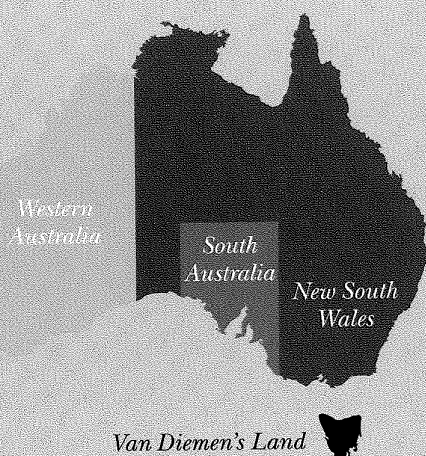 Western
Australia
South
Australia
New South
Wales
Van Diemen's Land